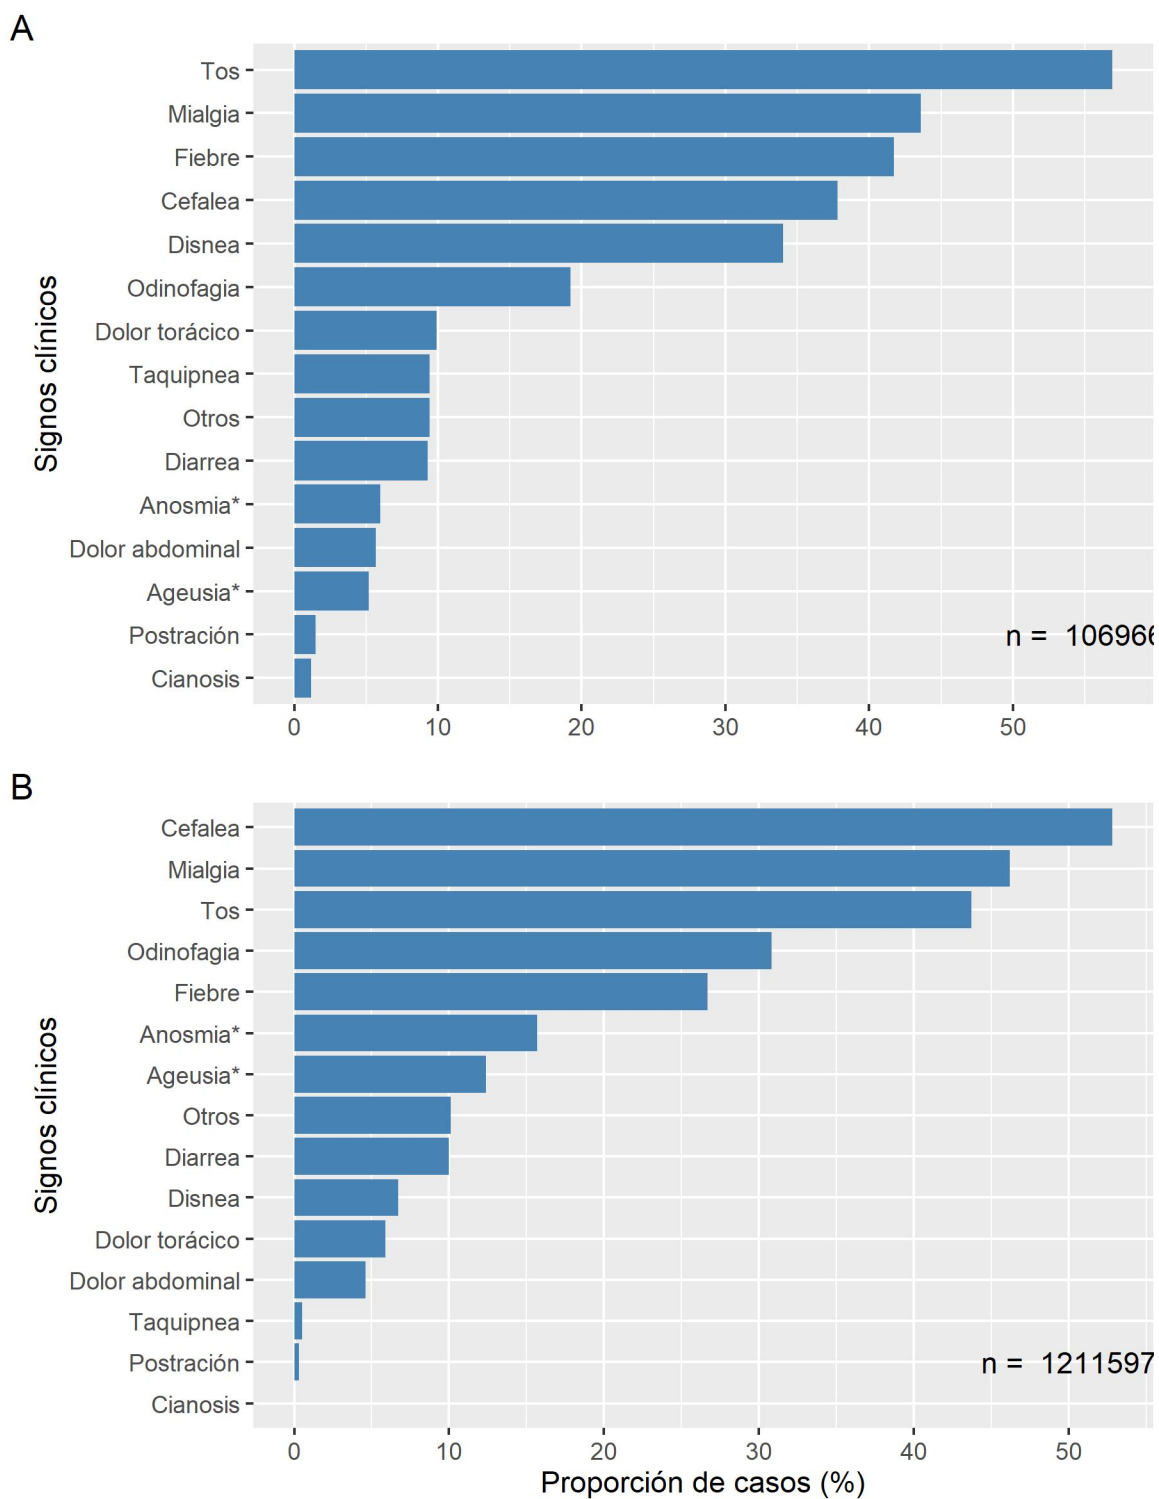 A
Tos
Mialgia
Fiebre
Cefalea
Disnea
Odinofagia
Dolor torácico
Taquipnea
Otros
Diarrea
Anosmia*
Dolor abdominal
Ageusia*
Postración
Cianosis
Signos clínicos
n = 106966
0 10 20 30 40 50
B
Cefalea
Mialgia
Tos
Odinofagia
Fiebre
Anosmia*
Ageusia*
Otros
Diarrea
Disnea
Dolor torácico
Dolor abdominal
Taquipnea
Postración
Cianosis
Signos clínicos
n = 1211597
0 10 20 30 40 50
Proporción de casos (%)